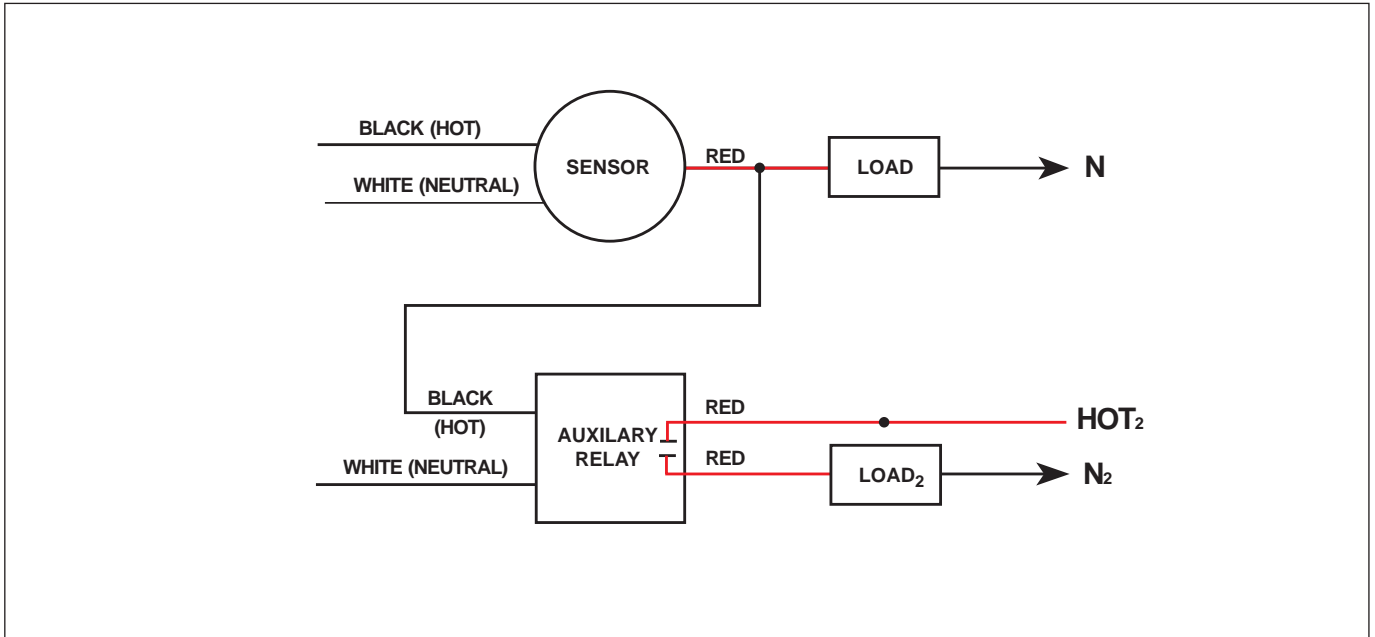 BLACK (HOT)
WHITE (NEUTRAL)
SENSOR
RED
LOAD
N
BLACK
(HOT)
WHITE (NEUTRAL)
AUXILARY
RELAY
RED
HOT2
RED
LOAD2
N2